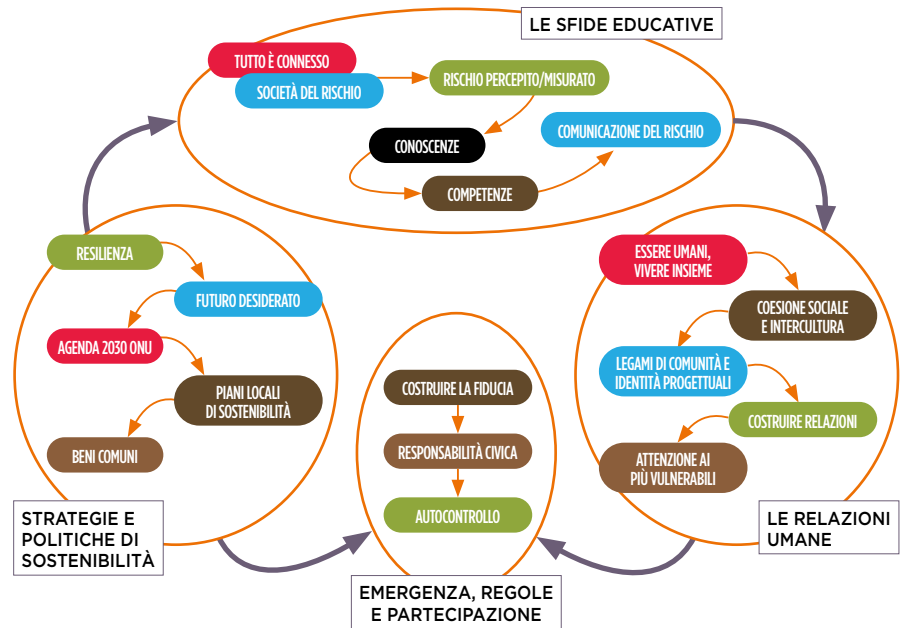 LE SFIDE EDUCATIVE
TUTTO È CONNESSO
SOCIETÀ DEL RISCHIO
RISCHIO PERCEPITO/MISURATO
CONOSCENZE
COMUNICAZIONE DEL RISCHIO
COMPETENZE
RESILIENZA
FUTURO DESIDERATO
AGENDA 2030 ONU
PIANI LOCALI
DI SOSTENIBILITÀ
BENI COMUNI
STRATEGIE E
POLITICHE DI
SOSTENIBILITÀ
COSTRUIRE LA FIDUCIA
RESPONSABILITÀ CIVICA
AUTOCONTROLLO
EMERGENZA, REGOLE
E PARTECIPAZIONE
ESSERE UMANI,
VIVERE INSIEME
COESIONE SOCIALE
E INTERCULTURA
LEGAMI DI COMUNITÀ E
IDENTITÀ PROGETTUALI
COSTRUIRE RELAZIONI
ATTENZIONE AI
PIÙ VULNERABILI
LE RELAZIONI
UMANE